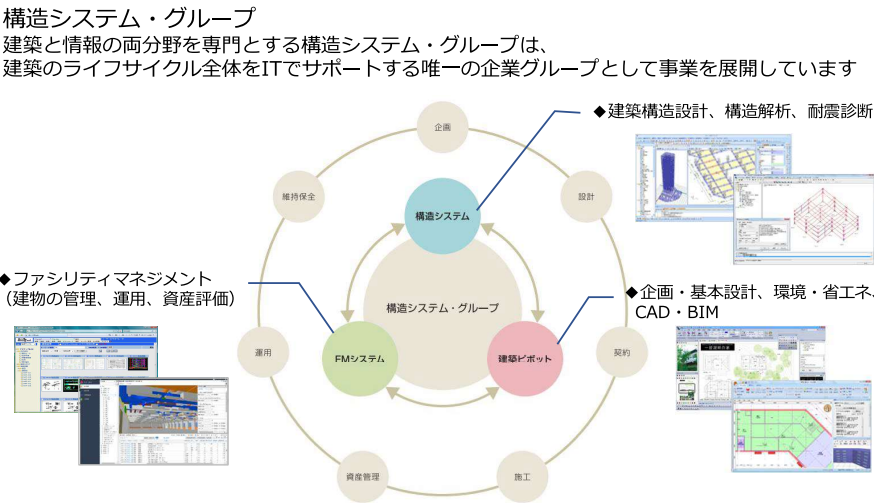 構造システム・グループ
建築と情報の両分野を専門とする構造システム・グループは、
建築のライフサイクル全体をITでサポートする唯一の企業グループとして事業を展開しています
◆建築構造設計、構造解析、耐震診断
企画
維持保全
設計
構造システム
◆ファシリティマネジメント
（建物の管理、運用、資産評価）
構造システム・グループ
◆企画・基本設計、環境・省エネ、
CAD・BIM
運用
FMシステム
建築ピボット
契約
資産管理
施工